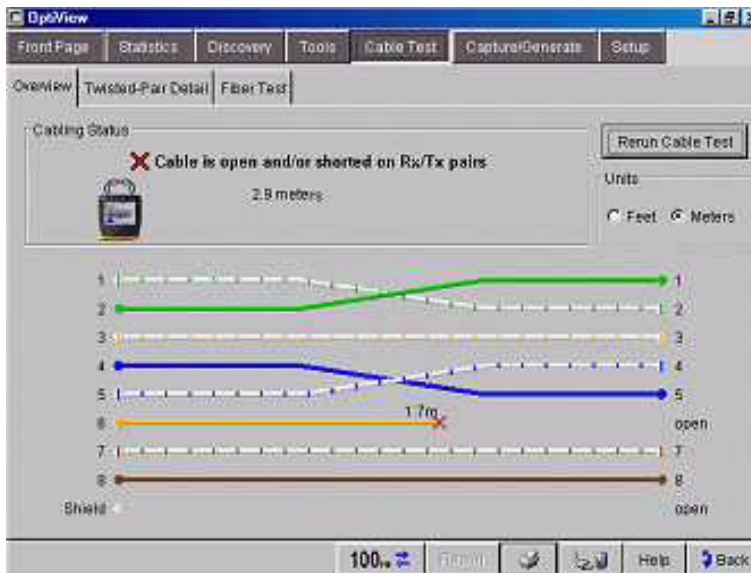 OptiView
Front Page Statistics Discovery Tools Cable Test Capture/Generate Setup
Overview Twisted-Pair Detail Fiber Test
Cabling Status
Cable is open and/or shorted on Rx/Tx pairs
2.9 meters
Rerun Cable Test
Units
Feet Meters
1 1
2 2
3 3
4 4
5 5
1.7m
6 open
7 7
8 8
Shield open
100 Help Back